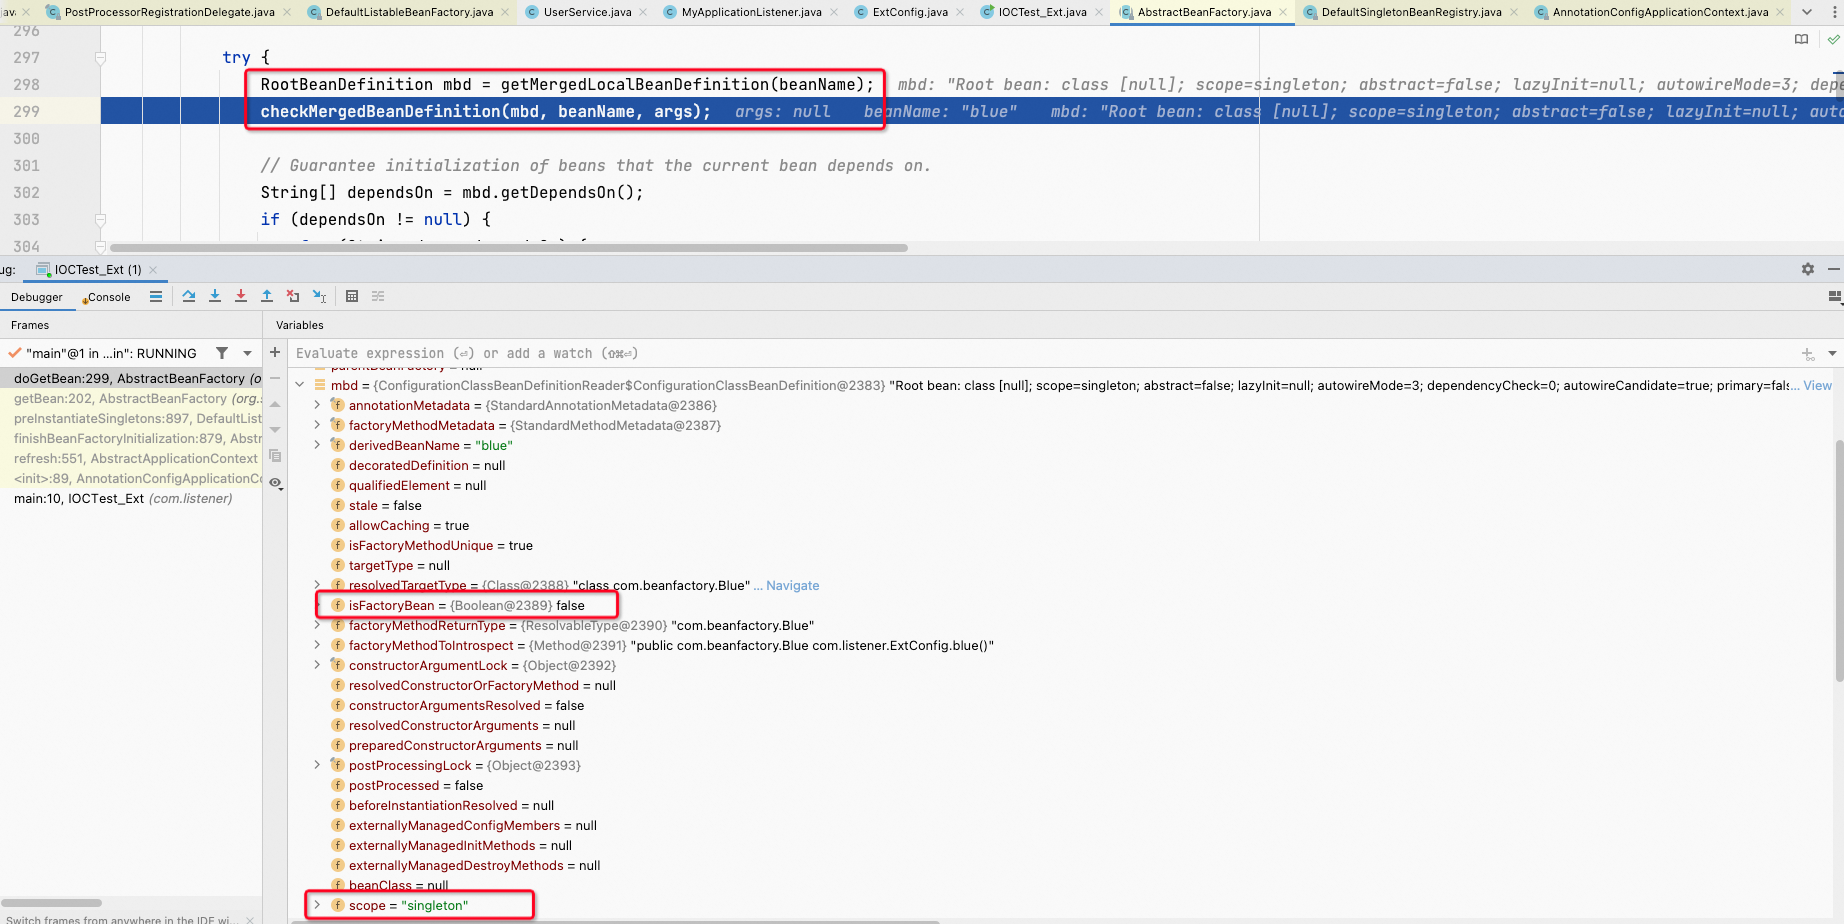 ava PostProcessorRegistrationDelegate.java DefaultListableBeanFactory.java UserService.java MyApplicationListener.java ExtConfig.java IOCTest_Ext.java AbstractBeanFactory.java DefaultSingletonBeanRegistry.java AnnotationConfigApplicationContext.java
296
297 try {
298 RootBeanDefinition mbd = getMergedLocalBeanDefinition(beanName); mbd: "Root bean: class [null]; scope=singleton; abstract=false; lazyInit=null; autowireMode=3; depe
299 checkMergedBeanDefinition(mbd, beanName, args); args: null beanName: "blue" mbd: "Root bean: class [null]; scope=singleton; abstract=false; lazyInit=null; auto
300
301 // Guarantee initialization of beans that the current bean depends on.
302 String[] dependsOn = mbd.getDependsOn();
303 if (dependsOn != null) {
304
ug: IOCTest_Ext (1)
Debugger Console
Frames Variables
"main"@1 in ...in": RUNNING Evaluate expression (⏎) or add a watch (⇧⌘⏎)
doGetBean:299, AbstractBeanFactory (o
getBean:202, AbstractBeanFactory (org.s
preInstantiateSingletons:897, DefaultList
finishBeanFactoryInitialization:879, Abstr
refresh:551, AbstractApplicationContext
<init>:89, AnnotationConfigApplicationCo
main:10, IOCTest_Ext (com.listener)
parentBeanFactory = null
mbd = {ConfigurationClassBeanDefinitionReader$ConfigurationClassBeanDefinition@2383} "Root bean: class [null]; scope=singleton; abstract=false; lazyInit=null; autowireMode=3; dependencyCheck=0; autowireCandidate=true; primary=fals... View
annotationMetadata = {StandardAnnotationMetadata@2386}
factoryMethodMetadata = {StandardMethodMetadata@2387}
derivedBeanName = "blue"
decoratedDefinition = null
qualifiedElement = null
stale = false
allowCaching = true
isFactoryMethodUnique = true
targetType = null
resolvedTargetType = {Class@2388} "class com.beanfactory.Blue" ... Navigate
isFactoryBean = {Boolean@2389} false
factoryMethodReturnType = {ResolvableType@2390} "com.beanfactory.Blue"
factoryMethodToIntrospect = {Method@2391} "public com.beanfactory.Blue com.listener.ExtConfig.blue()"
constructorArgumentLock = {Object@2392}
resolvedConstructorOrFactoryMethod = null
constructorArgumentsResolved = false
resolvedConstructorArguments = null
preparedConstructorArguments = null
postProcessingLock = {Object@2393}
postProcessed = false
beforeInstantiationResolved = null
externallyManagedConfigMembers = null
externallyManagedInitMethods = null
externallyManagedDestroyMethods = null
beanClass = null
scope = "singleton"
Switch frames from anywhere in the IDE wi...